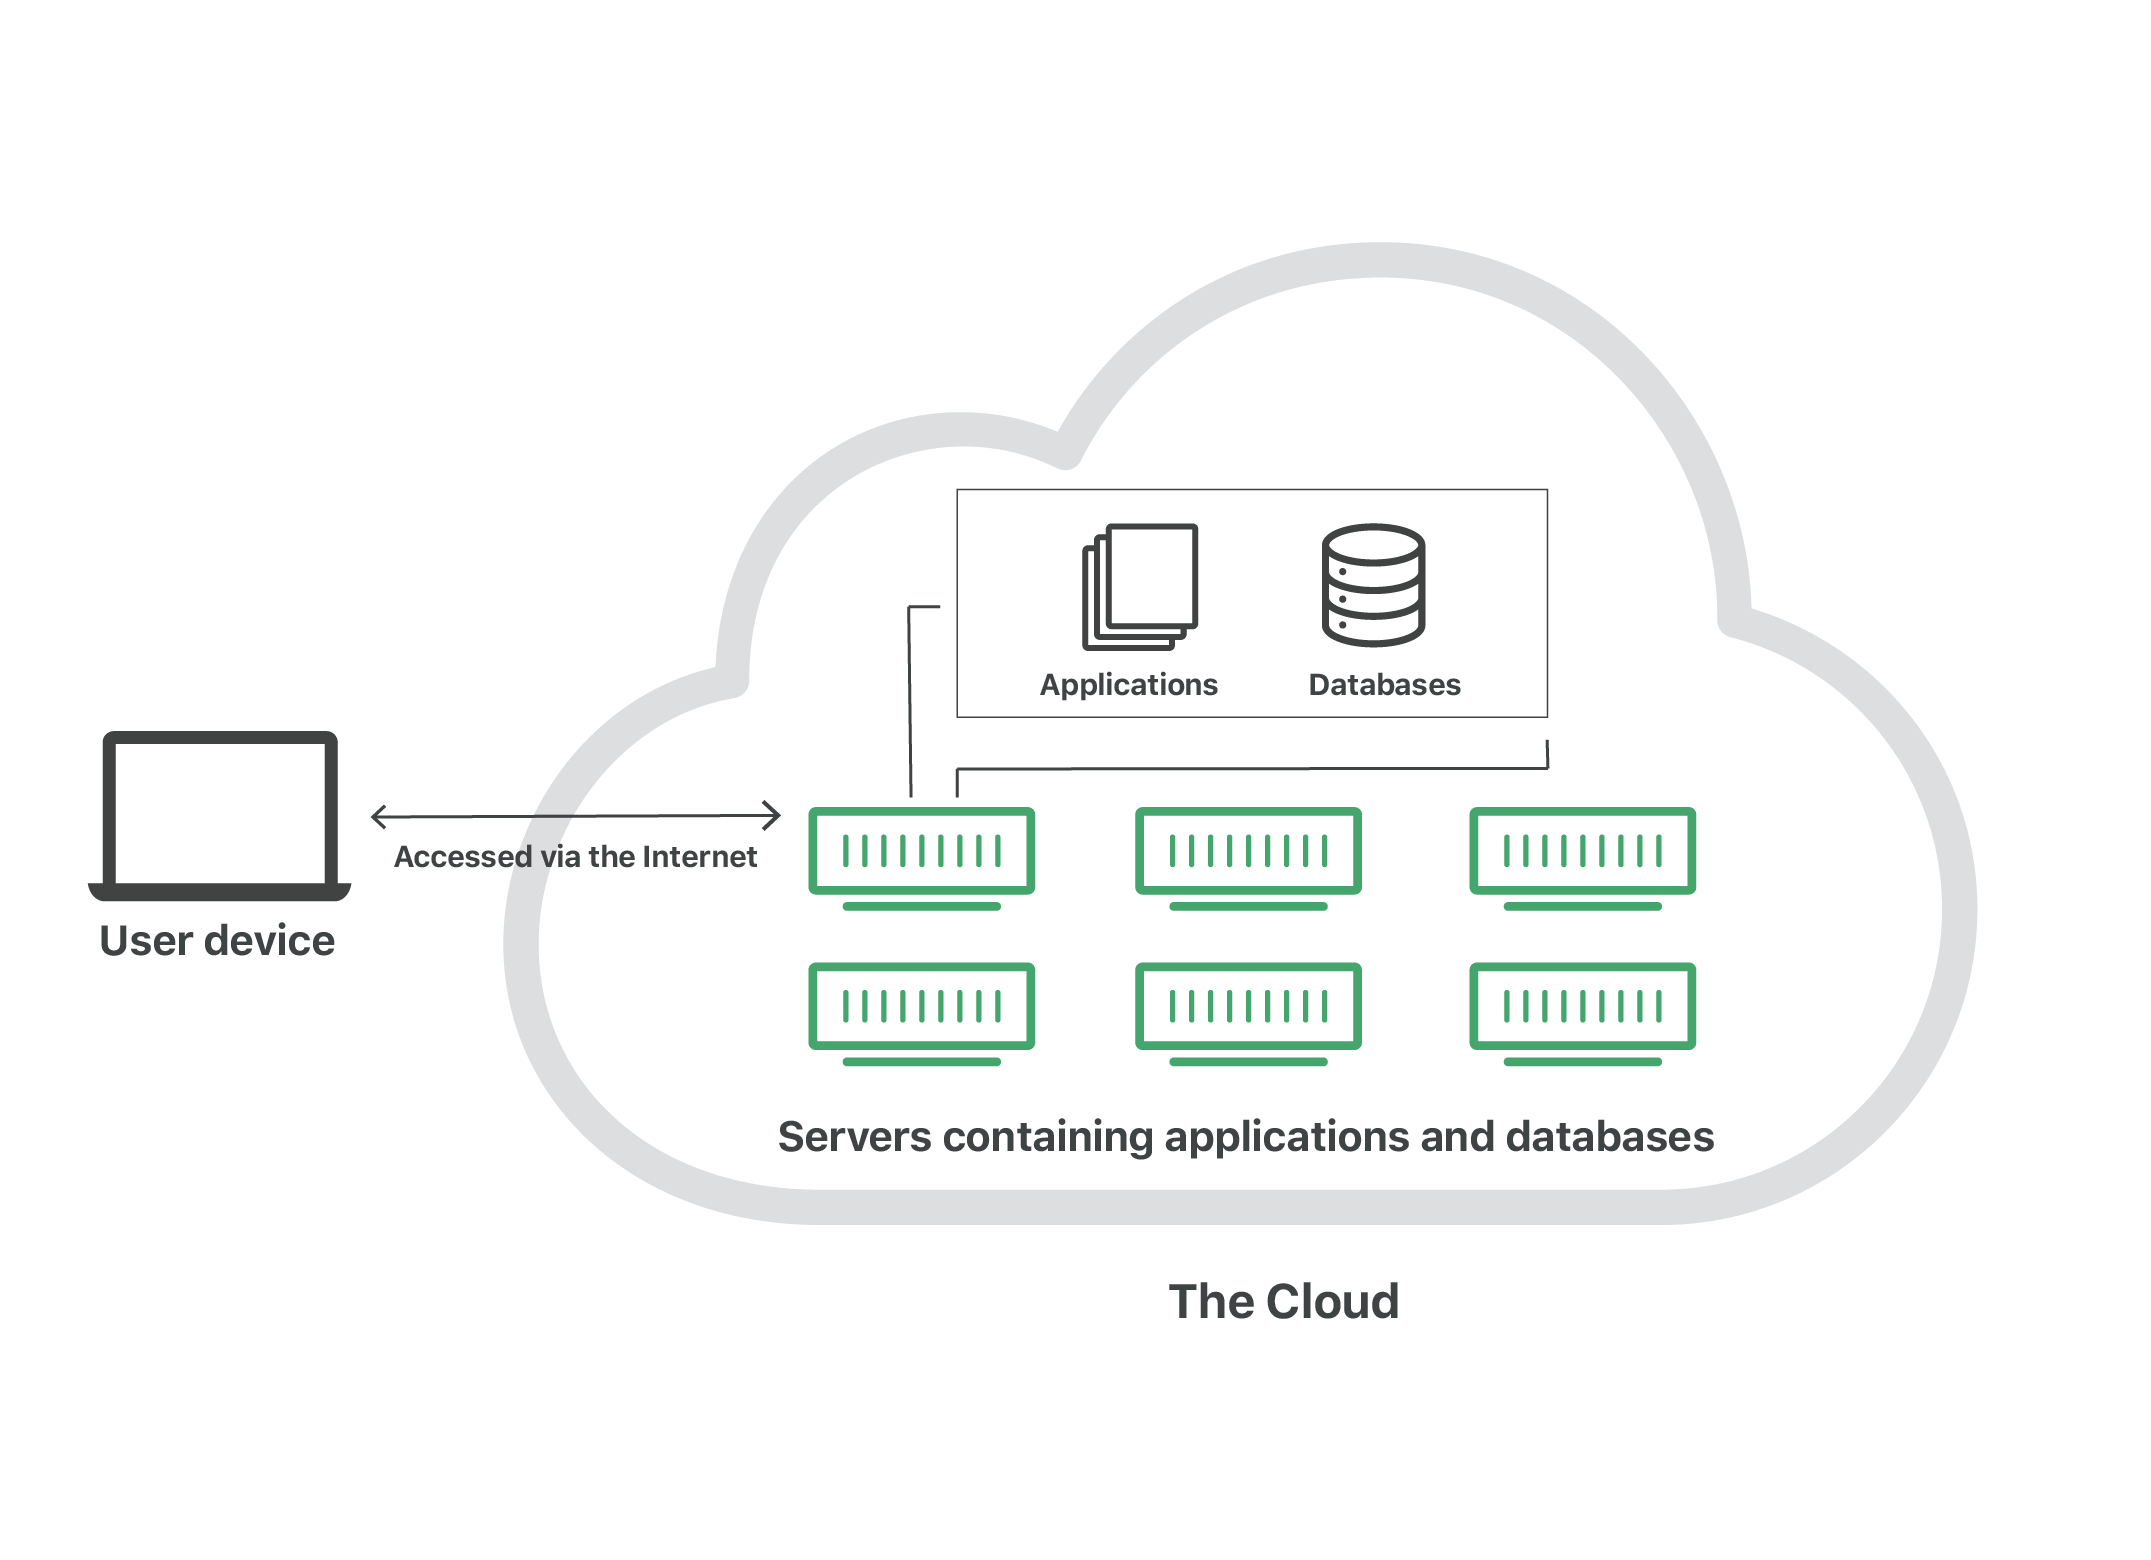 Applications
Databases
Accessed via the Internet
User device
Servers containing applications and databases
The Cloud